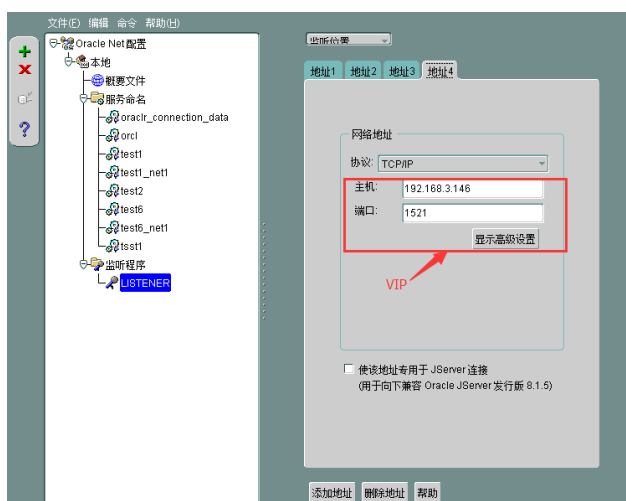 文件(F) 编辑 命令 帮助(H)
Oracle Net 配置
本地
概要文件
服务命名
oraclr_connection_data
orcl
test1
test1_net1
test2
test6
test6_net1
tsst1
监听程序
LISTENER
监听位置
地址1 地址2 地址3 地址4
网络地址
协议: TCP/IP
主机: 192.168.3.146
端口: 1521
显示高级设置
VIP
使该地址专用于 JServer 连接
(用于向下兼容 Oracle JServer 发行版 8.1.5)
添加地址 删除地址 帮助